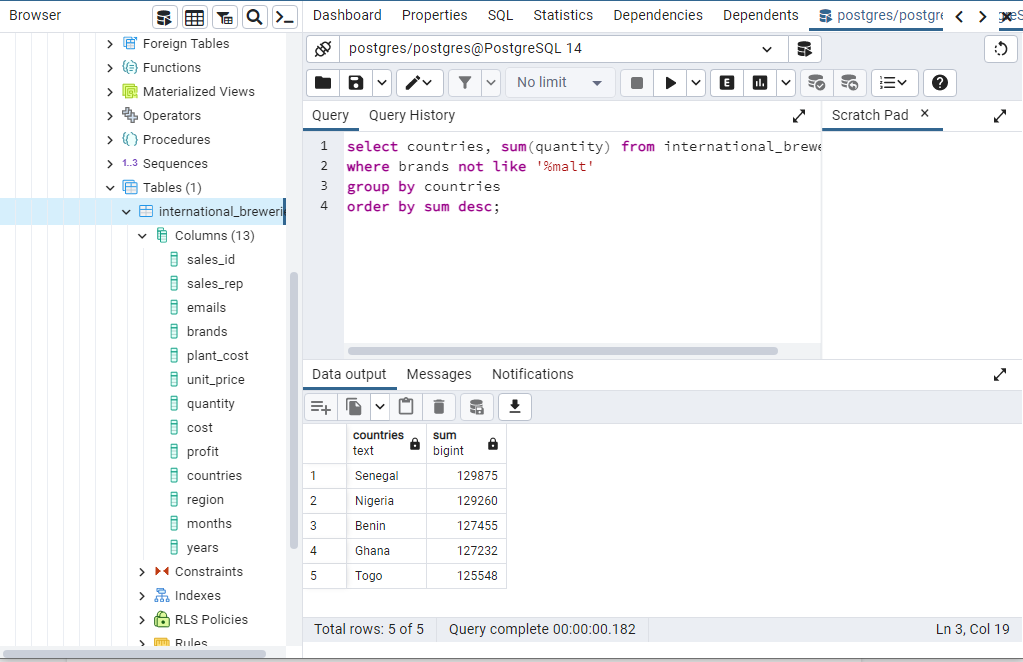 Browser
Dashboard Properties SQL Statistics Dependencies Dependents postgres/postgr
Foreign Tables
Functions
Materialized Views
Operators
Procedures
1..3 Sequences
Tables (1)
international_breweri
Columns (13)
sales_id
sales_rep
emails
brands
plant_cost
unit_price
quantity
cost
profit
countries
region
months
years
Constraints
Indexes
RLS Policies
Rules
postgres/postgres@PostgreSQL 14
No limit
E
Query Query History
Scratch Pad
1 select countries, sum(quantity) from international_brewe
2 where brands not like '%malt'
3 group by countries
4 order by sum desc;
Data output Messages Notifications
countries sum
text bigint
1 Senegal 129875
2 Nigeria 129260
3 Benin 127455
4 Ghana 127232
5 Togo 125548
Total rows: 5 of 5 Query complete 00:00:00.182 Ln 3, Col 19